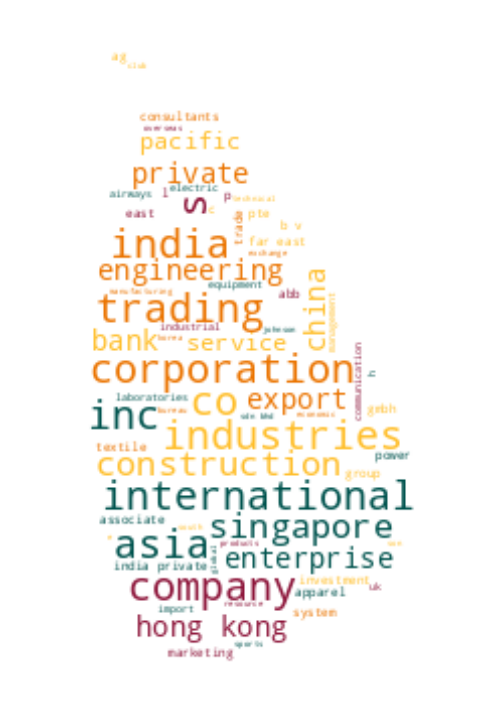 ag
club
consultants
overseas
pacific
private
airways l electric
s c p technical
east trade pte
b v
india far east
exchange
engineering
equipment
manufacturing abb
trading china management
industrial johnson
bank korea service
corporation communication h
laboratories co export
inc bureau sdn bhd economic gmbh
industries
textile power
construction group
international
associate singapore
south
asia products global
enterprise
india private
company investment uk
apparel
import resource system
hong kong
sports
marketing